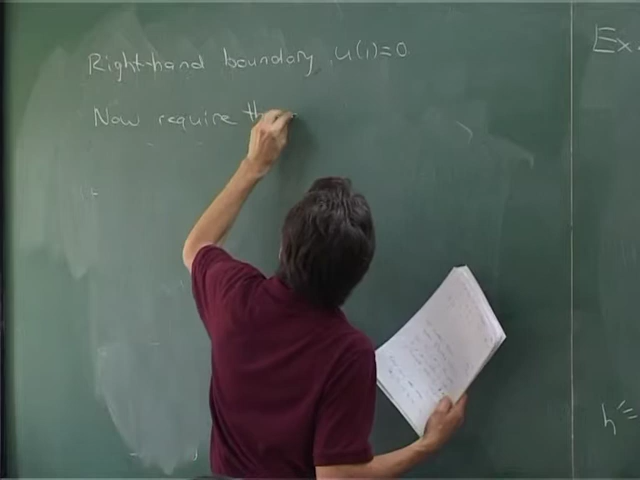 Right-hand boundary, u(1)=0.
Now require th
Ex.
h